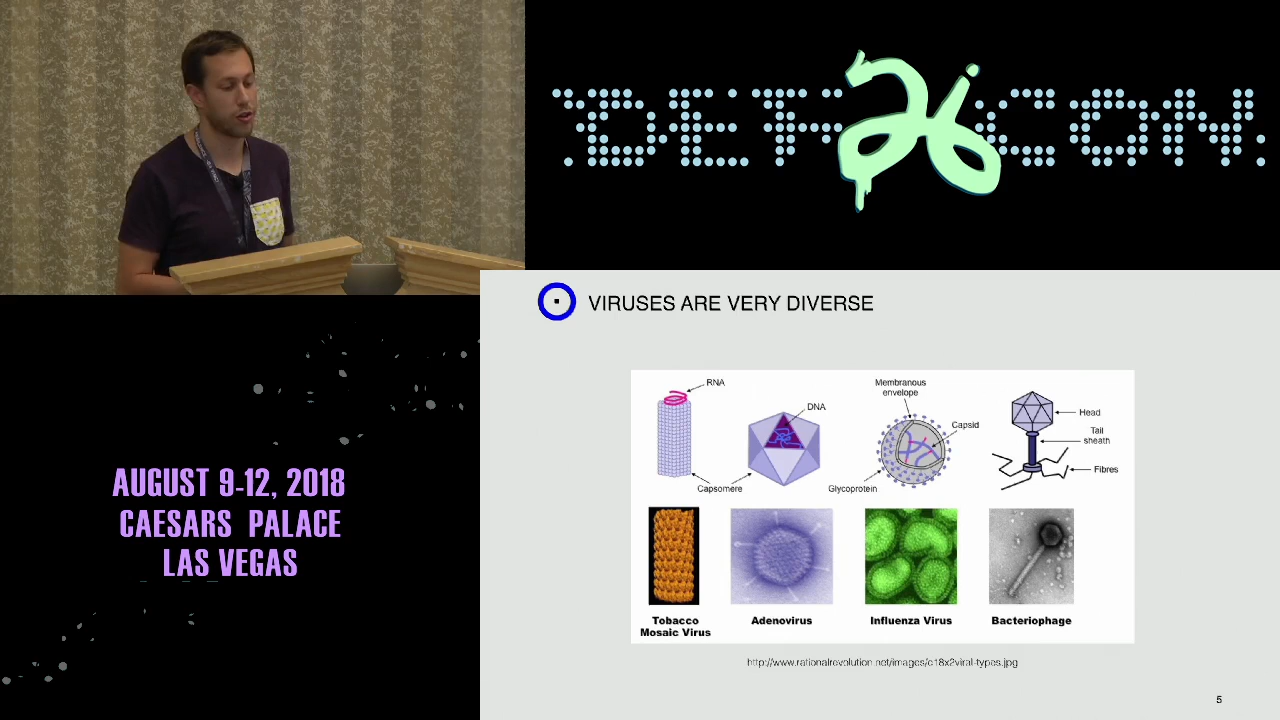 DEF 26 CON
AUGUST 9-12, 2018
CAESARS PALACE
LAS VEGAS
VIRUSES ARE VERY DIVERSE
RNA
DNA
Capsomere
Membranous
envelope
Capsid
Glycoprotein
Head
Tail
sheath
Fibres
Tobacco
Mosaic Virus
Adenovirus
Influenza Virus
Bacteriophage
http://www.rationalrevolution.net/images/c18x2viral-types.jpg
5